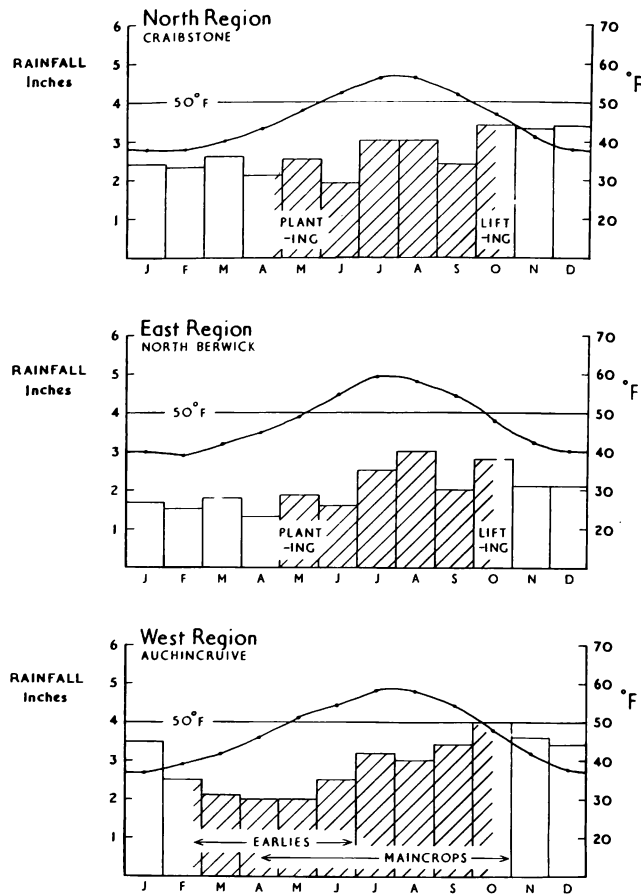 North Region
CRAIBSTONE
RAINFALL
Inches
6
5
4
3
2
1
50°F
70
60
50
40
30
20
°F
PLANT
-ING
LIFT
-ING
J F M A M J J A S O N D
East Region
NORTH BERWICK
RAINFALL
Inches
6
5
4
3
2
1
50°F
70
60
50
40
30
20
°F
PLANT
-ING
LIFT
-ING
J F M A M J J A S O N D
West Region
AUCHINCRUIVE
RAINFALL
Inches
6
5
4
3
2
1
50°F
70
60
50
40
30
20
°F
EARLIES
MAINCROPS
J F M A M J J A S O N D